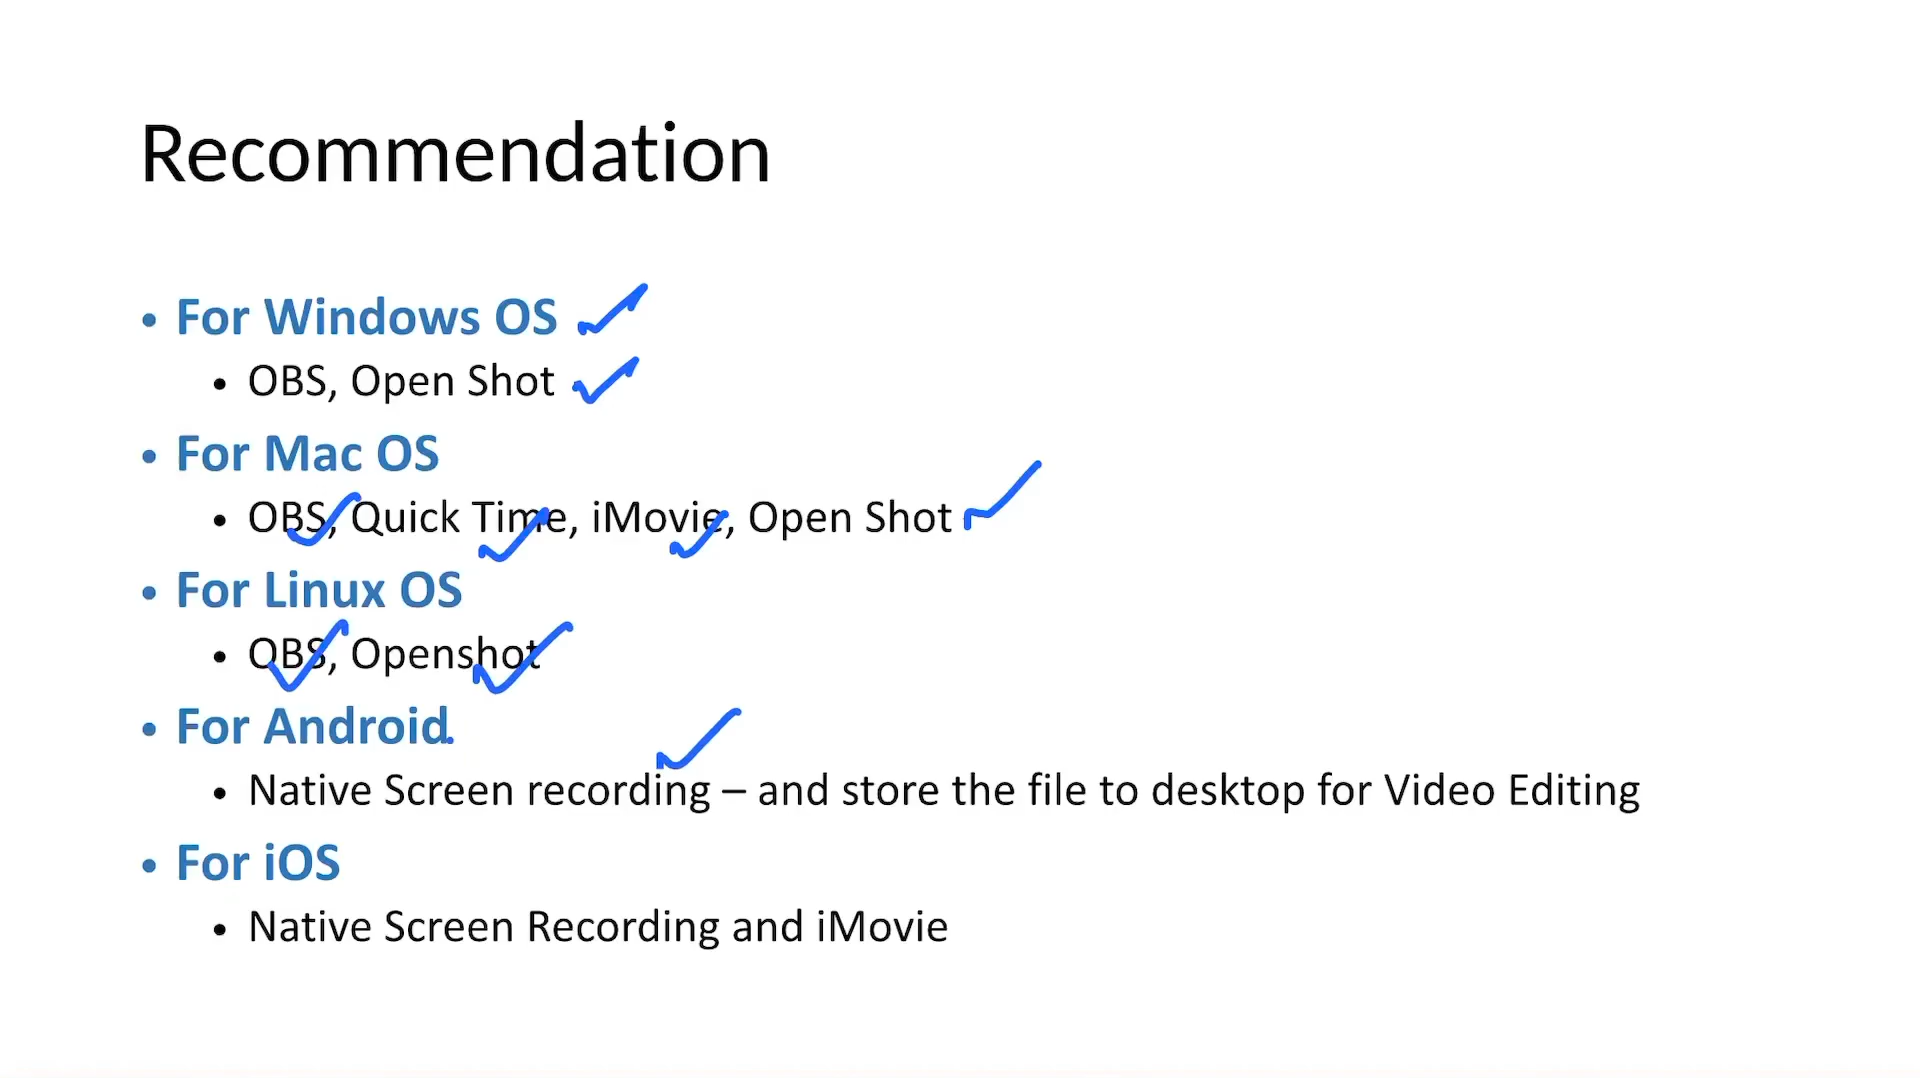 Recommendation
• For Windows OS
• OBS, Open Shot
• For Mac OS
• OBS, Quick Time, iMovie, Open Shot
• For Linux OS
• OBS, Openshot
• For Android
• Native Screen recording – and store the file to desktop for Video Editing
• For iOS
• Native Screen Recording and iMovie